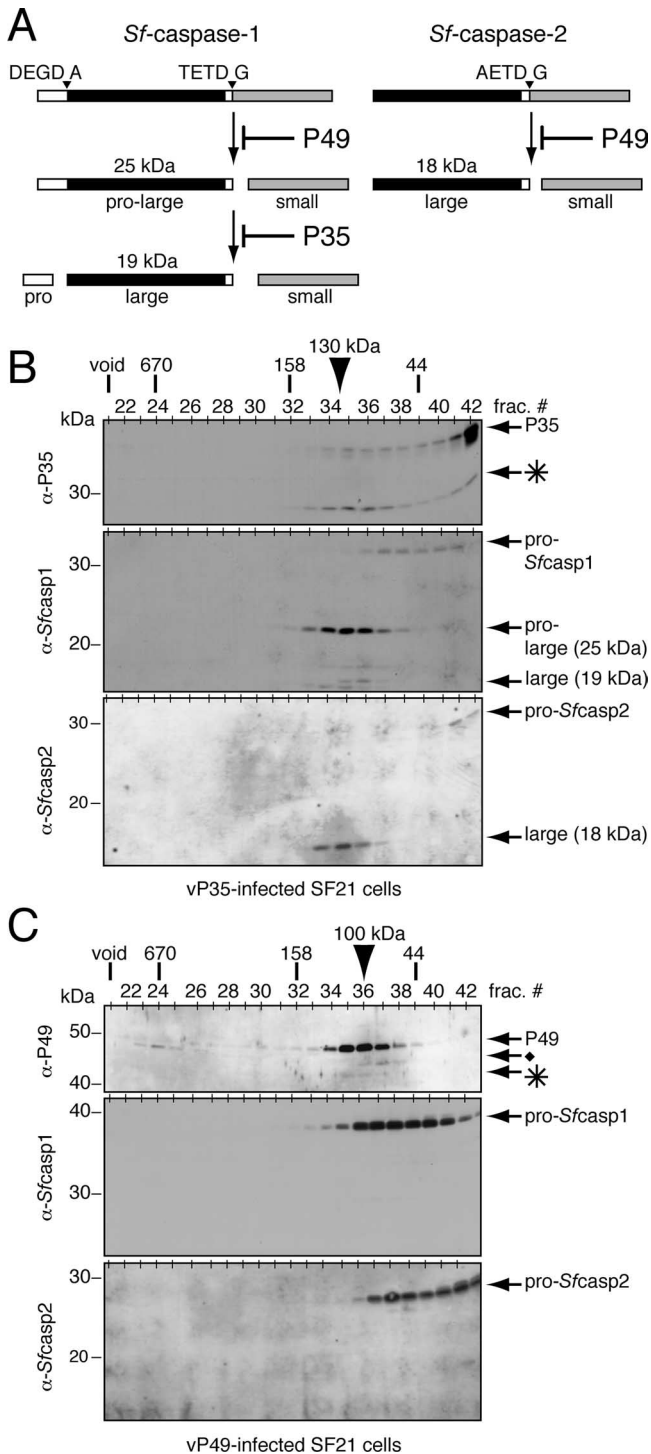 A
Sf-caspase-1 Sf-caspase-2
DEGD A TETD G AETD G
P49 P49
25 kDa 18 kDa
pro-large small large small
P35
19 kDa
pro large small
B
130 kDa
void 670 158 44
22 24 26 28 30 32 34 36 38 40 42 frac. #
kDa
P35
α-P35
30
pro-
Sfcasp1
α-Sfcasp1
30
20
pro-
large (25 kDa)
large (19 kDa)
pro-Sfcasp2
α-Sfcasp2
30
20
large (18 kDa)
vP35-infected SF21 cells
C
100 kDa
void 670 158 44
22 24 26 28 30 32 34 36 38 40 42 frac. #
kDa
P49
α-P49
50
40
pro-Sfcasp1
α-Sfcasp1
40
30
pro-Sfcasp2
α-Sfcasp2
30
20
vP49-infected SF21 cells